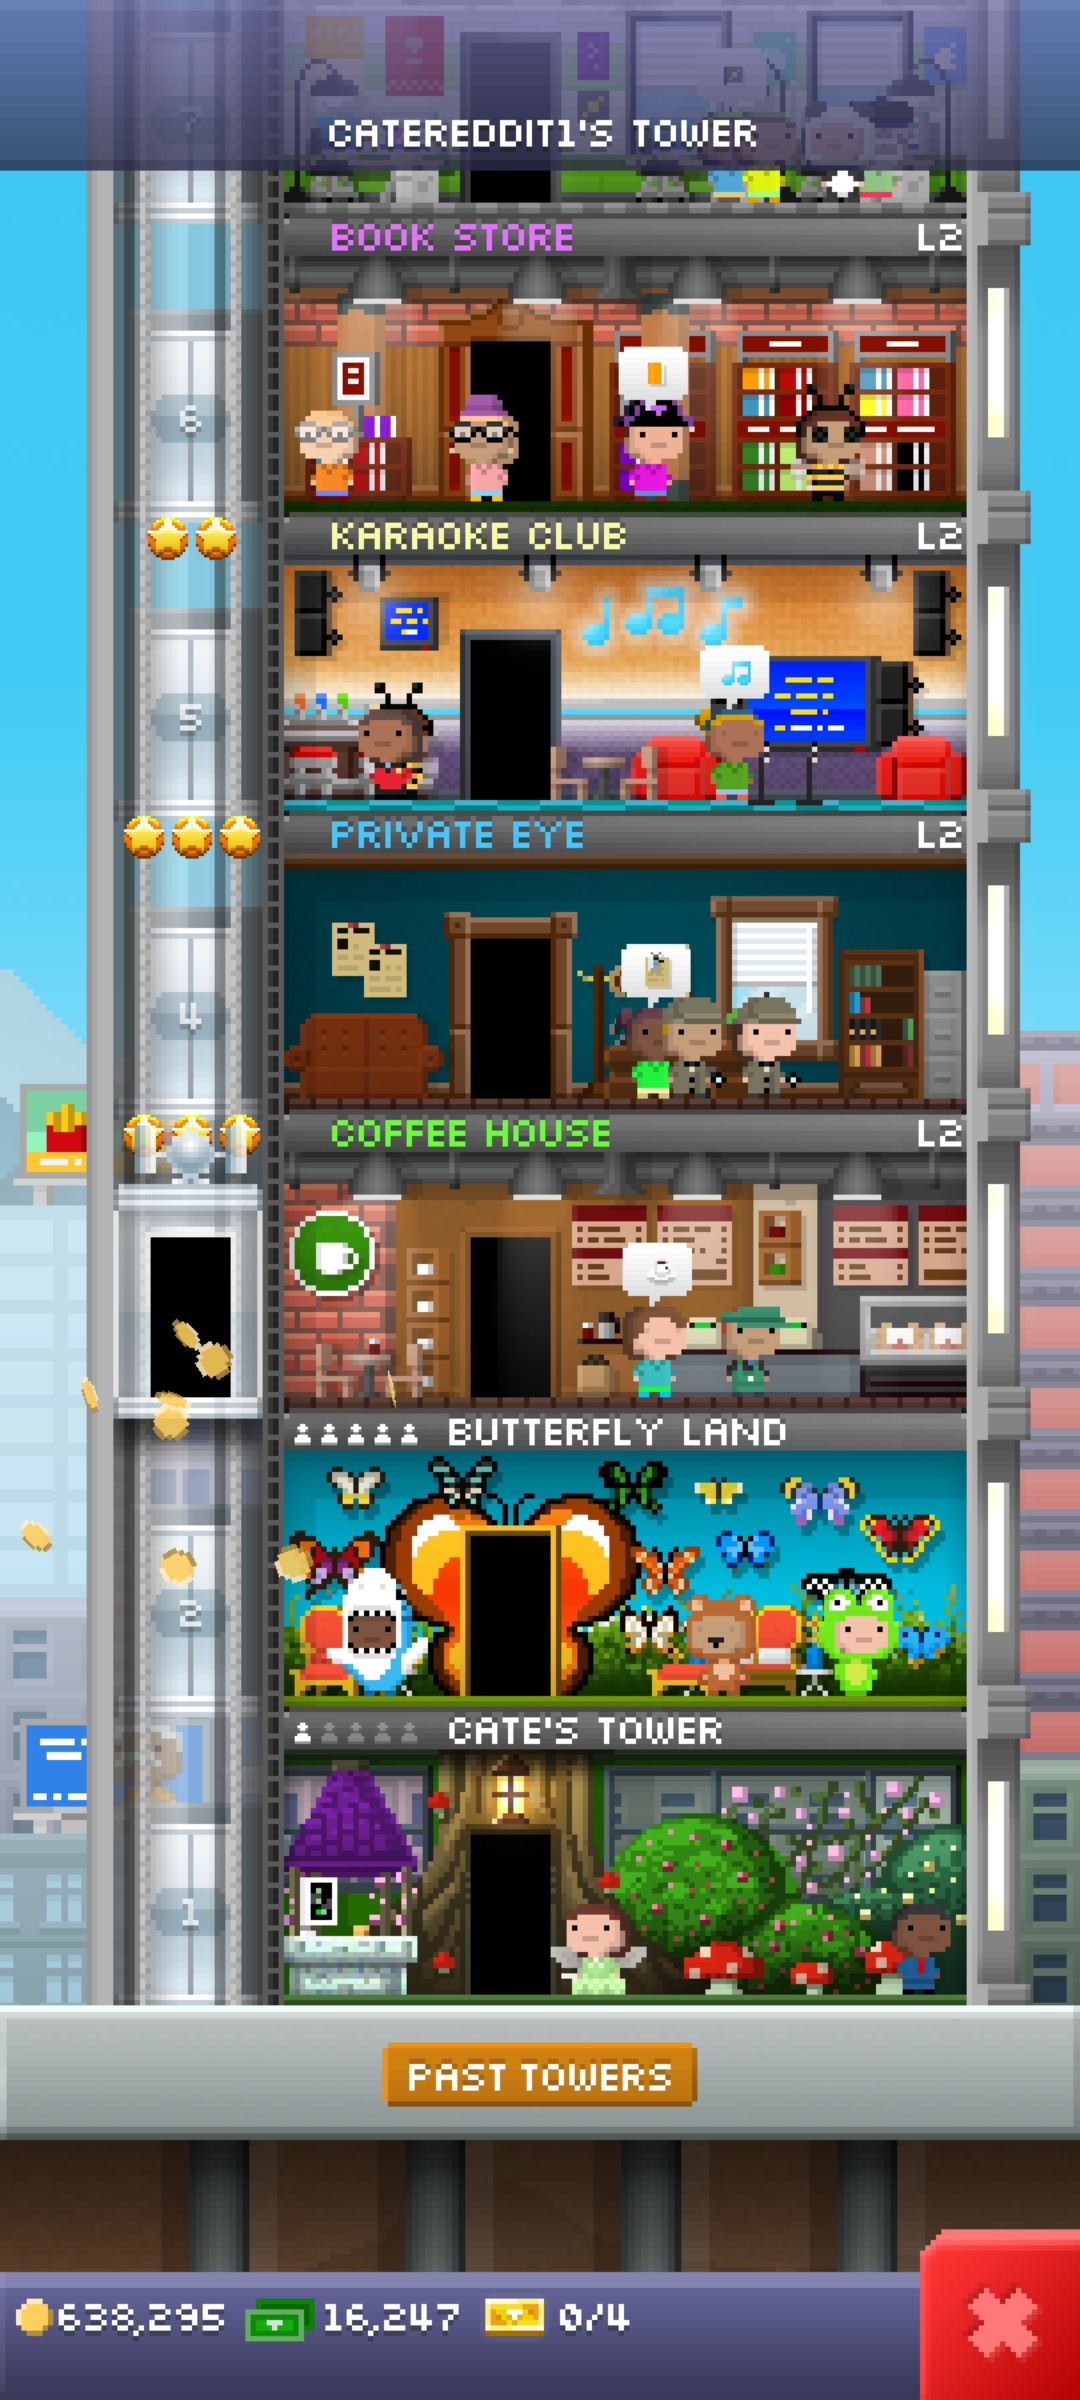 7
CATEREDDIT1'S TOWER
BOOK STORE L2
6
KARAOKE CLUB L2
5
PRIVATE EYE L2
4
COFFEE HOUSE L2
BUTTERFLY LAND
2
CATE'S TOWER
1
PAST TOWERS
638,295 16,247 0/4